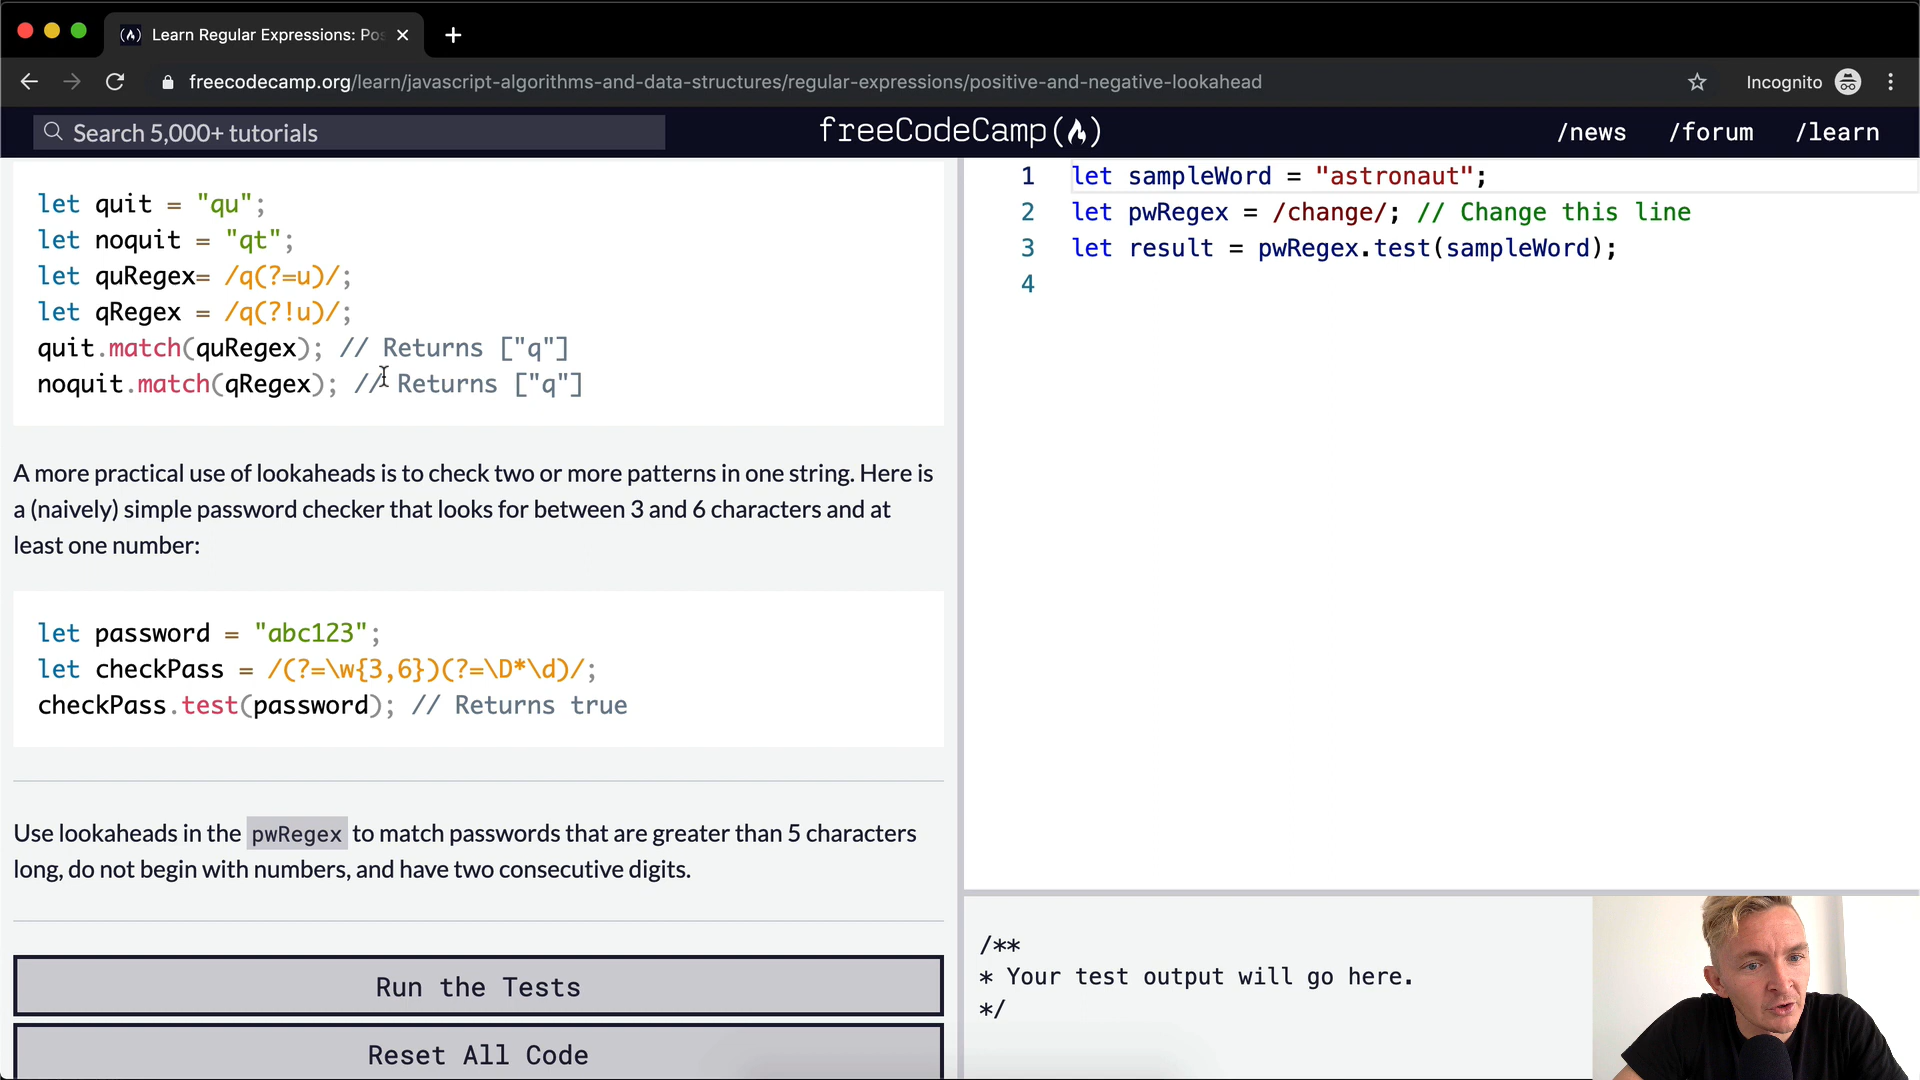 Learn Regular Expressions: Pos
freecodecamp.org/learn/javascript-algorithms-and-data-structures/regular-expressions/positive-and-negative-lookahead
Incognito
Search 5,000+ tutorials
freeCodeCamp
/news
/forum
/learn
let quit = "qu";
let noquit = "qt";
let quRegex= /q(?=u)/;
let qRegex = /q(?!u)/;
quit.match(quRegex); // Returns ["q"]
noquit.match(qRegex); // Returns ["q"]
A more practical use of lookaheads is to check two or more patterns in one string. Here is
a (naively) simple password checker that looks for between 3 and 6 characters and at
least one number:
let password = "abc123";
let checkPass = /(?=\w{3,6})(?=\D*\d)/;
checkPass.test(password); // Returns true
Use lookaheads in the pwRegex to match passwords that are greater than 5 characters
long, do not begin with numbers, and have two consecutive digits.
Run the Tests
Reset All Code
1 let sampleWord = "astronaut";
2 let pwRegex = /change/; // Change this line
3 let result = pwRegex.test(sampleWord);
4
/**
* Your test output will go here.
*/